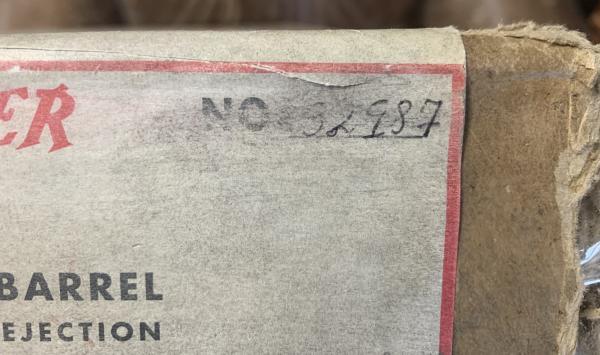 ER
NO. 32987
BARREL
EJECTION